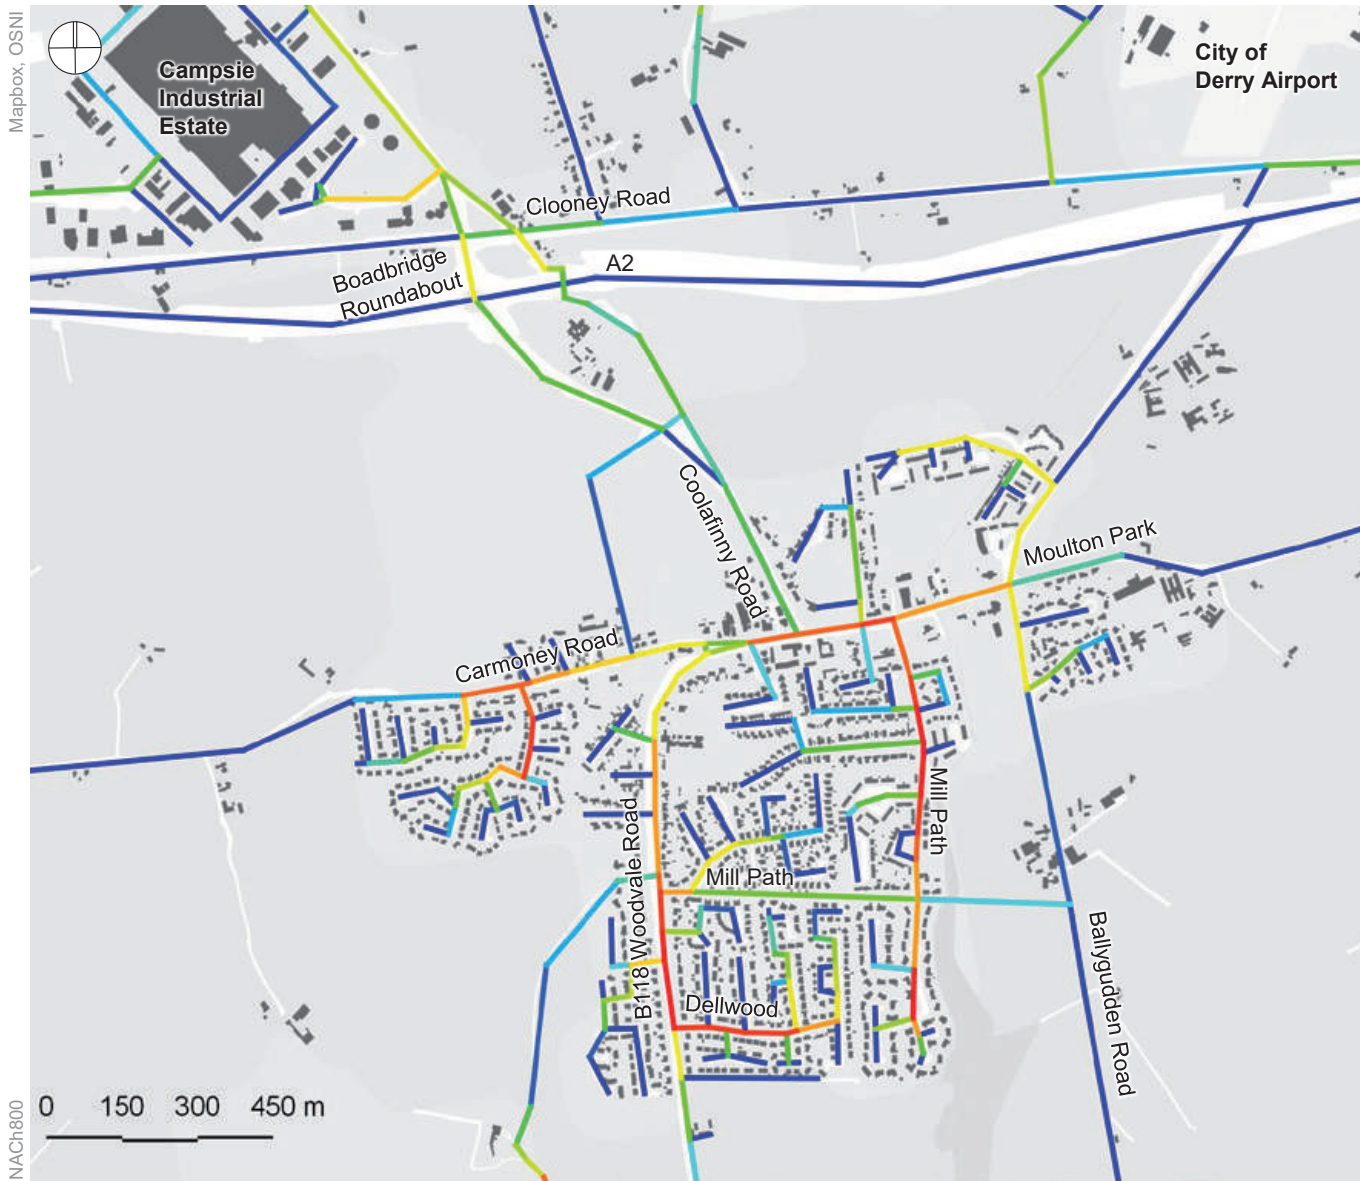 Mapbox, OSNI
Campsie
Industrial
Estate
City of
Derry Airport
Clooney Road
Boadbridge
Roundabout
A2
Coolafinny Road
Moulton Park
Carmoney Road
Mill Path
B118 Woodvale Road
Mill Path
Dellwood
Ballygudden Road
0 150 300 450 m
NACh800